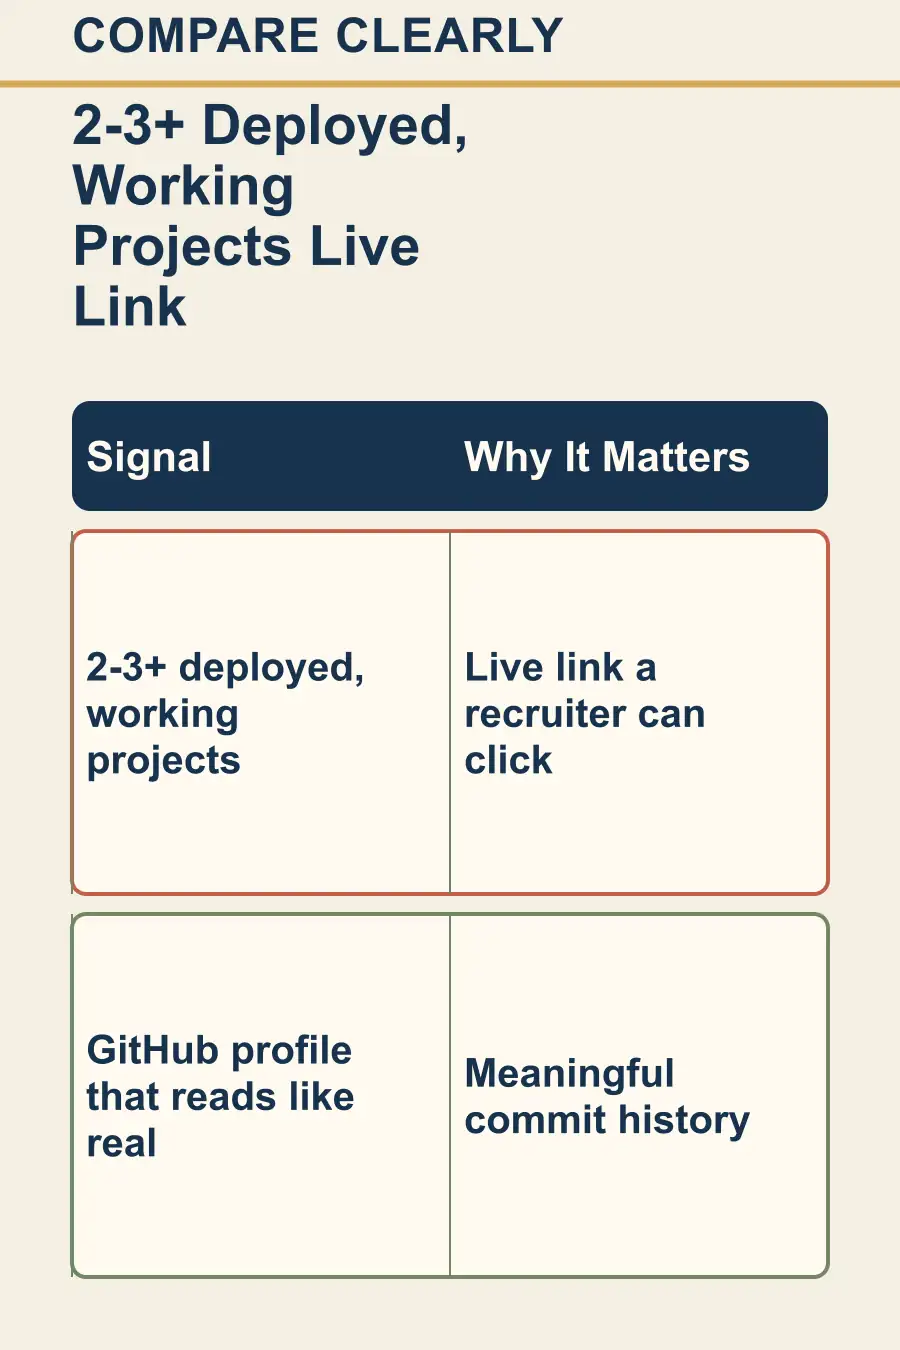 COMPARE CLEARLY
2-3+ Deployed,
Working
Projects Live
Link
Signal
Why It Matters
2-3+ deployed,
working
projects
Live link a
recruiter can
click
GitHub profile
that reads like
real
Meaningful
commit history